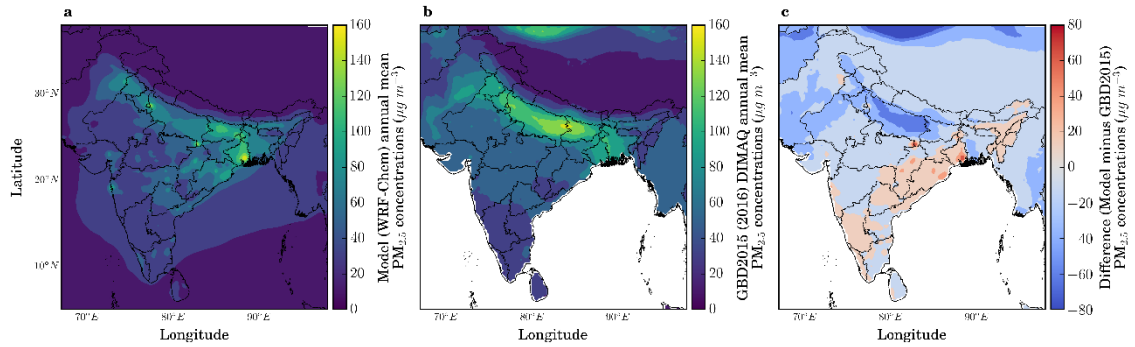 a
b
c
160
140
120
100
80
60
40
20
0
Model (WRF-Chem) annual mean
PM2.5 concentrations (μg m−3)
160
140
120
100
80
60
40
20
0
GBD2015 (2016) DIMAQ annual mean
PM2.5 concentrations (μg m−3)
80
60
40
20
0
−20
−40
−60
−80
Difference (Model minus GBD2015)
PM2.5 concentrations (μg m−3)
Latitude
30°N
20°N
10°N
70°E 80°E 90°E
Longitude
70°E 80°E 90°E
Longitude
70°E 80°E 90°E
Longitude